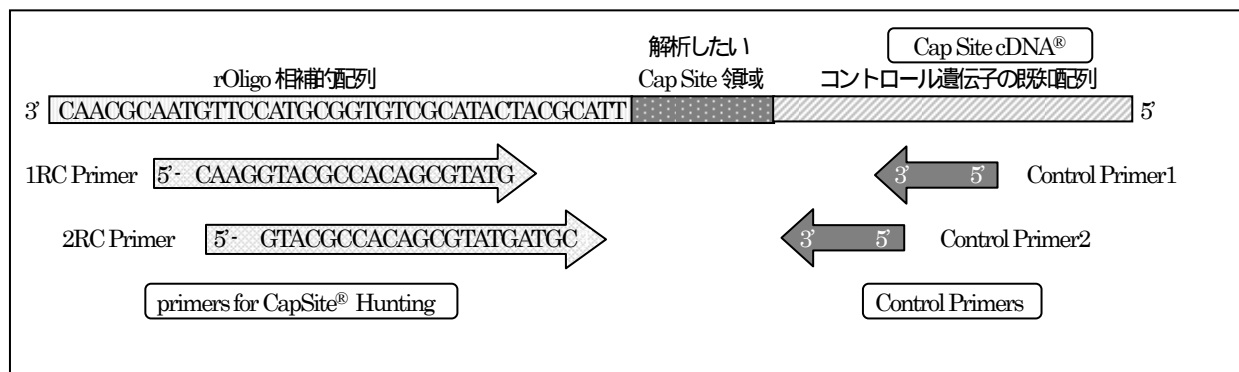 解析したい
Cap Site cDNA®
rOligo 相補的配列
Cap Site 領域
コントロール遺伝子の既知配列
3’ CAACGCAATGTTCCATGCGGTGTCGCATACTACGCATT 5’
1RC Primer 5’- CAAGGTACGCCACAGCGTATG 3’ 5’ Control Primer1
2RC Primer 5’- GTACGCCACAGCGTATGATGC 3’ 5’ Control Primer2
primers for CapSite® Hunting
Control Primers